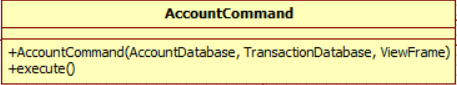 AccountCommand
+AccountCommand(AccountDatabase, TransactionDatabase, ViewFrame)
+execute()